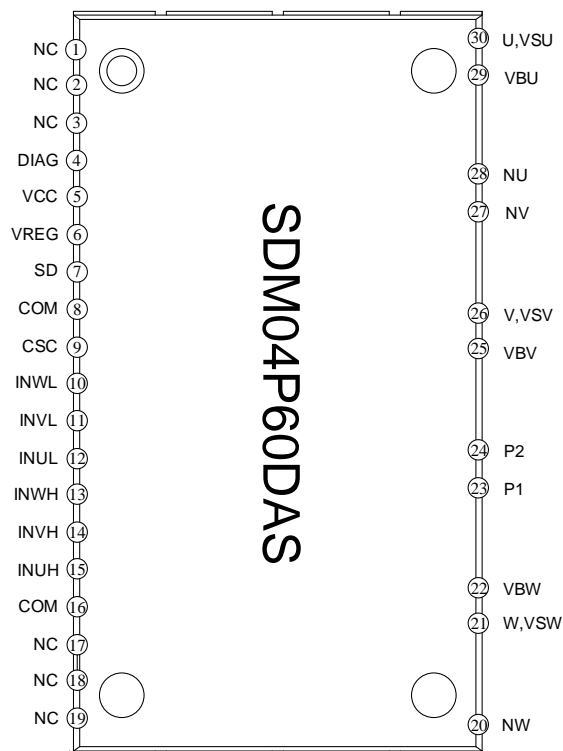 NC 1
NC 2
NC 3
DIAG 4
VCC 5
VREG 6
SD 7
COM 8
CSC 9
INWL 10
INVL 11
INUL 12
INWH 13
INVH 14
INUH 15
COM 16
NC 17
NC 18
NC 19
SDM04P60DAS
30 U,VSU
29 VBU
28 NU
27 NV
26 V,VSV
25 VBV
24 P2
23 P1
22 VBW
21 W,VSW
20 NW